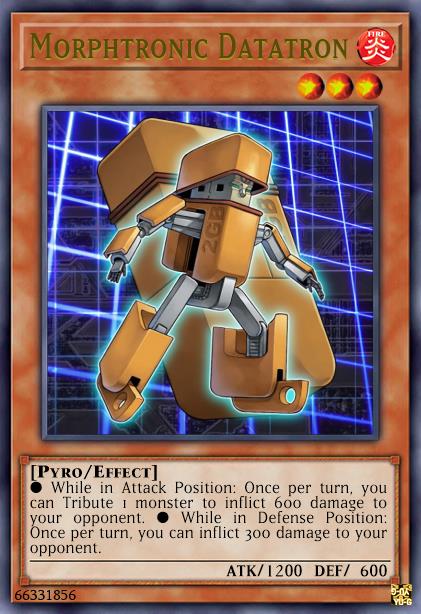 MORPHTRONIC DATATRON
FIRE
炎
2GB
[PYRO/EFFECT]
● While in Attack Position: Once per turn, you
can Tribute 1 monster to inflict 600 damage to
your opponent. ● While in Defense Position:
Once per turn, you can inflict 300 damage to your
opponent.
ATK/1200 DEF/ 600
66331856